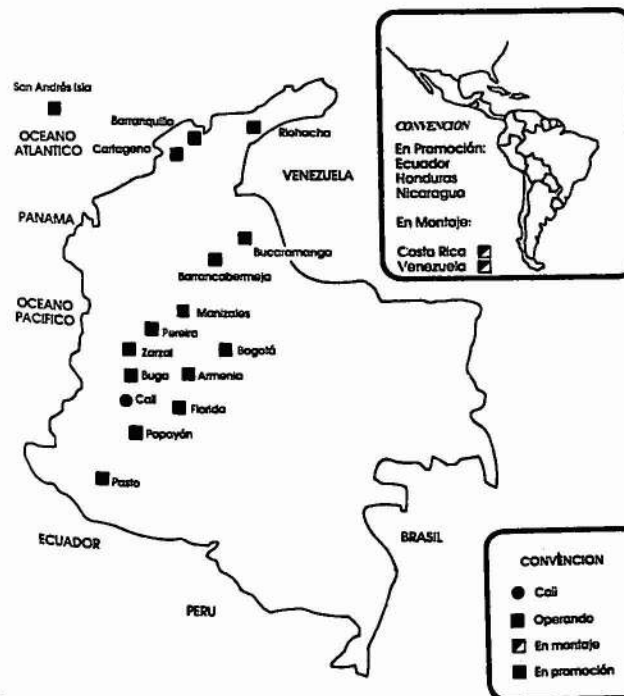 San Andrés Isla
OCEANO
ATLANTICO
Barranquilla
Cartagena
Riohacha
VENEZUELA
PANAMA
Bucaramanga
Barrancabermeja
OCEANO
PACIFICO
Manizales
Pereira
Zarzal
Bogotá
Buga
Armenia
Cali
Florida
Popayán
Pasto
ECUADOR
BRASIL
PERU
CONVENCION
En Promoción:
Ecuador
Honduras
Nicaragua
En Montaje:
Costa Rica
Venezuela
CONVENCION
Cali
Operando
En montaje
En promoción